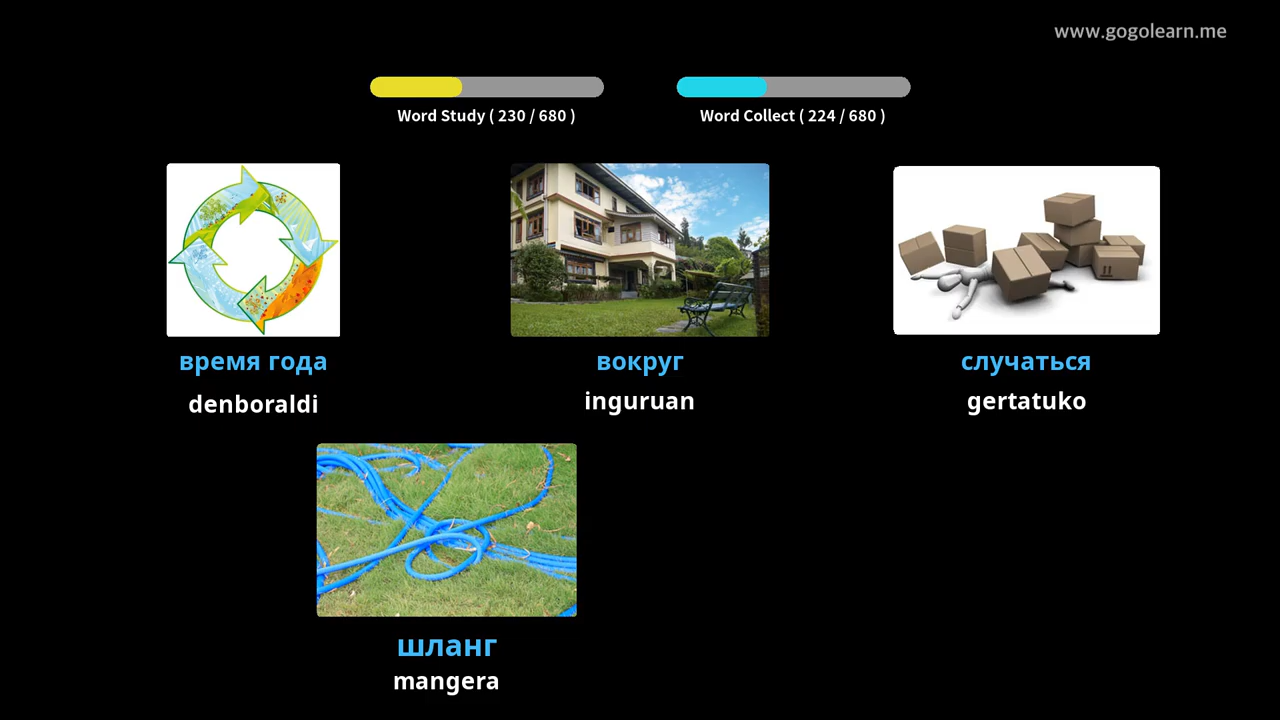 www.gogolearn.me
Word Study ( 230 / 680 )
Word Collect ( 224 / 680 )
время года
denboraldi
вокруг
inguruan
случаться
gertatuko
шланг
mangera